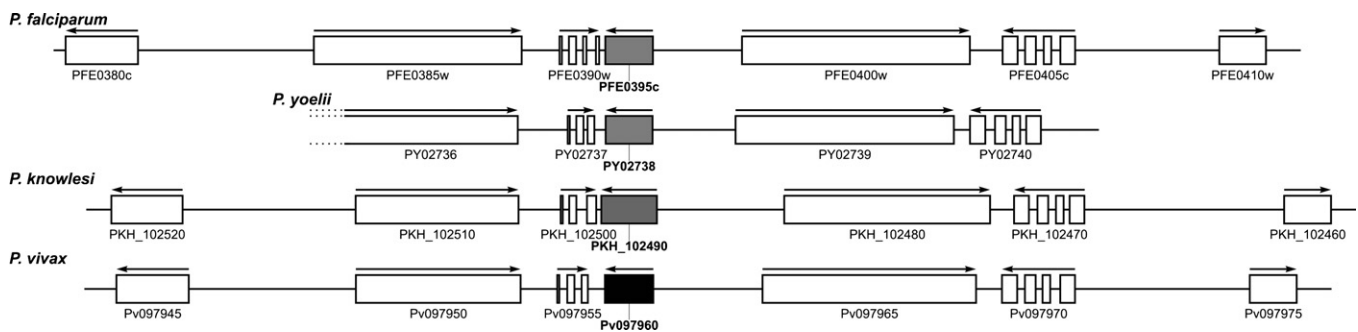 P. falciparum
PFE0380c PFE0385w PFE0390w PFE0395c PFE0400w PFE0405c PFE0410w
P. yoelii
PY02736 PY02737 PY02738 PY02739 PY02740
P. knowlesi
PKH_102520 PKH_102510 PKH_102500 PKH_102490 PKH_102480 PKH_102470 PKH_102460
P. vivax
Pv097945 Pv097950 Pv097955 Pv097960 Pv097965 Pv097970 Pv097975